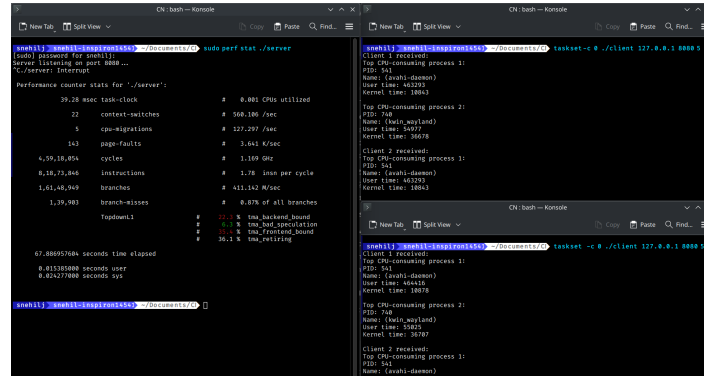 CN : bash — Konsole
New Tab Split View Copy Paste Find...
snehilj snehil-inspiron1454 ~/Documents/C sudo perf stat ./server
[sudo] password for snehilj:
Server listening on port 8080...
^C./server: Interrupt
Performance counter stats for './server':
39.28 msec task-clock # 0.001 CPUs utilized
22 context-switches # 560.106 /sec
5 cpu-migrations # 127.297 /sec
143 page-faults # 3.641 K/sec
4,59,18,054 cycles # 1.169 GHz
8,18,73,846 instructions # 1.78 insn per cycle
1,61,48,949 branches # 411.142 M/sec
1,39,903 branch-misses # 0.87% of all branches
TopdownL1 # % tma_backend_bound
# 6.3 % tma_bad_speculation
# % tma_frontend_bound
# 36.1 % tma_retiring
67.886957604 seconds time elapsed
0.015385000 seconds user
0.024277000 seconds sys
snehilj snehil-inspiron1454 ~/Documents/C
CN : bash — Konsole
New Tab Split View Copy Paste Find...
snehilj snehil-inspiron1454 ~/Documents/C taskset -c 0 ./client 127.0.0.1 8080 5
Client 1 received:
Top CPU-consuming process 1:
PID: 541
Name: (avahi-daemon)
User time: 463293
Kernel time: 10843
Top CPU-consuming process 2:
PID: 740
Name: (kwin_wayland)
User time: 54977
Kernel time: 36678
Client 2 received:
Top CPU-consuming process 1:
PID: 541
Name: (avahi-daemon)
User time: 463293
Kernel time: 10843
CN : bash — Konsole
New Tab Split View Copy Paste Find...
snehilj snehil-inspiron1454 ~/Documents/C taskset -c 0 ./client 127.0.0.1 8080 5
Client 1 received:
Top CPU-consuming process 1:
PID: 541
Name: (avahi-daemon)
User time: 464416
Kernel time: 10878
Top CPU-consuming process 2:
PID: 740
Name: (kwin_wayland)
User time: 55025
Kernel time: 36707
Client 2 received:
Top CPU-consuming process 1:
PID: 541
Name: (avahi-daemon)